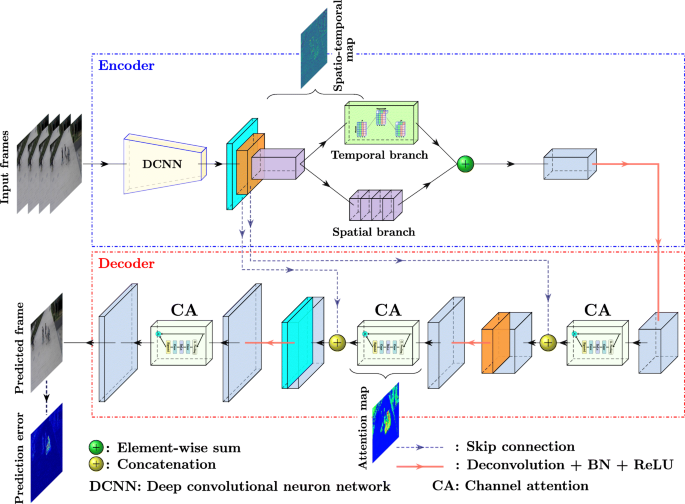 Spatio-temporal
map
Encoder
Input frames
DCNN
Temporal branch
Spatial branch
Decoder
CA
CA
CA
Predicted frame
Attention map
Prediction error
: Element-wise sum
: Concatenation
DCNN: Deep convolutional neuron network
: Skip connection
: Deconvolution + BN + ReLU
CA: Channel attention